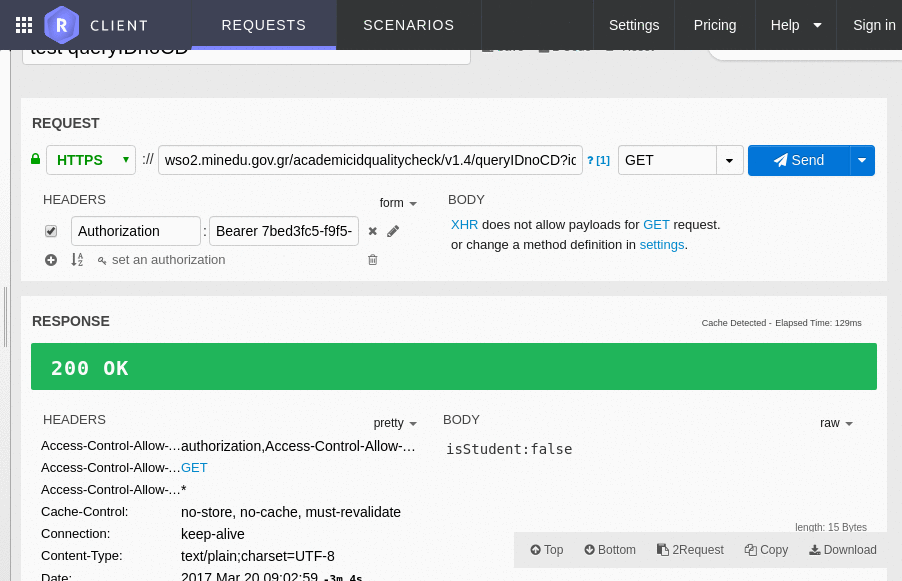 CLIENT REQUESTS SCENARIOS Settings Pricing Help Sign in
test queryIDnoCD
REQUEST
HTTPS :// wso2.minedu.gov.gr/academicidqualitycheck/v1.4/queryIDnoCD?ic ? [1] GET Send
HEADERS form BODY
Authorization : Bearer 7bed3fc5-f9f5- XHR does not allow payloads for GET request.
or change a method definition in settings.
set an authorization
RESPONSE Cache Detected - Elapsed Time: 129ms
200 OK
HEADERS pretty BODY raw
Access-Control-Allow-… authorization,Access-Control-Allow-…
isStudent:false
Access-Control-Allow-… GET
Access-Control-Allow-… *
Cache-Control: no-store, no-cache, must-revalidate
Connection: keep-alive
length: 15 Bytes
Content-Type: text/plain;charset=UTF-8
Top Bottom 2Request Copy Download
Date: 2017 Mar 20 09:02:59 -3m 4s